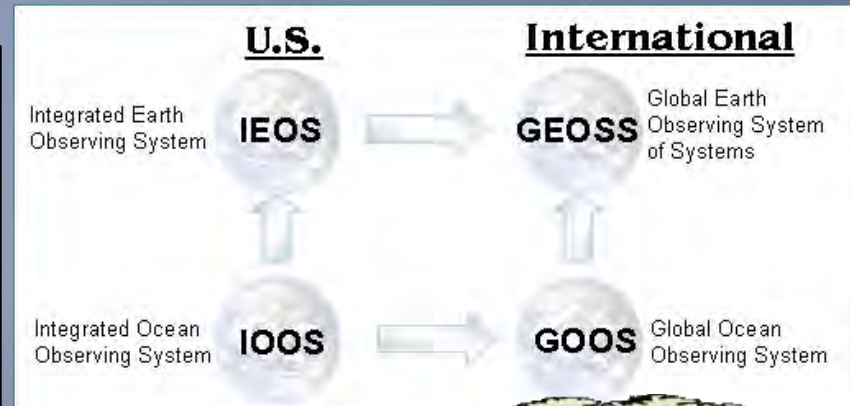 U.S.
International
Integrated Earth
Observing System
IEOS
GEOSS
Global Earth
Observing System
of Systems
Integrated Ocean
Observing System
IOOS
GOOS
Global Ocean
Observing System